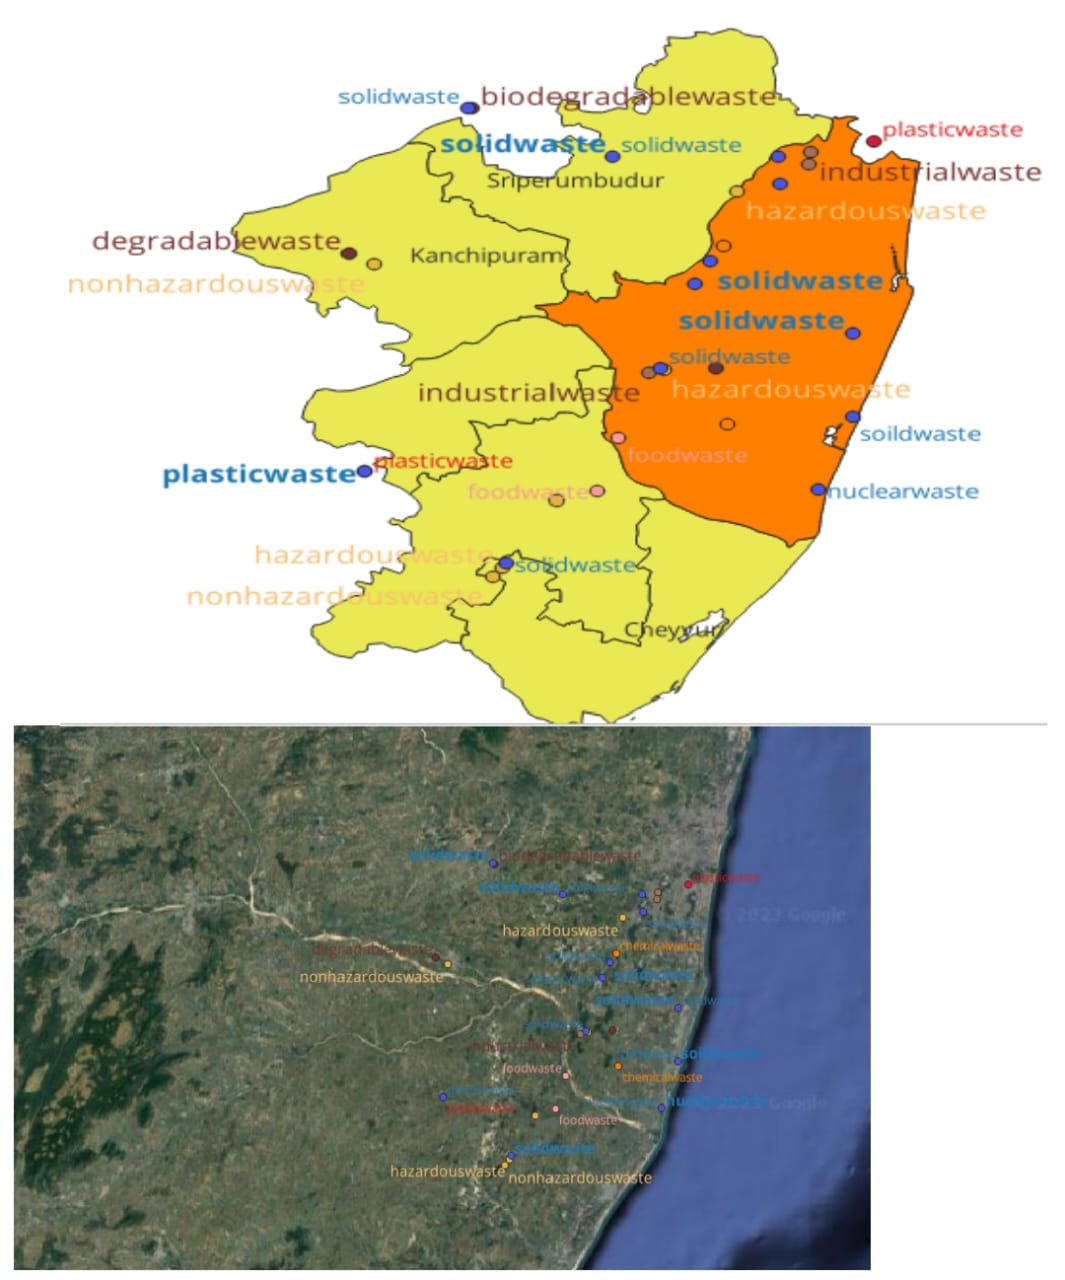 solidwaste
biodegradablewaste
plasticwaste
solidwaste
solidwaste
industrialwaste
Sriperumbudur
hazardouswaste
degradablewaste
Kanchipuram
nonhazardouswaste
solidwaste
solidwaste
solidwaste
industrialwaste
hazardouswaste
soildwaste
foodwaste
plasticwaste
plasticwaste
foodwaste
nuclearwaste
hazardouswaste
solidwaste
nonhazardouswaste
Cheyyur
solidwaste
biodegradablewaste
plasticwaste
solidwaste
2023 Google
hazardouswaste
chemicalwaste
degradablewaste
nonhazardouswaste
solidwaste
solidwaste
industrialwaste
solidwaste
foodwaste
chemicalwaste
plasticwaste
Google
foodwaste
solidwaste
hazardouswaste
nonhazardouswaste